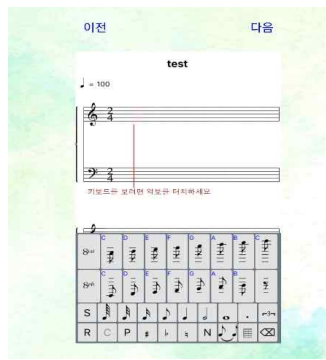 이전 다음
test
♩ = 100
2 4
2 4
키보드를 보려면 악보를 터치하세요
C D E F G A B C
8va
C D E F G A B C
8vb
S
R C P # ♭ ♮ N